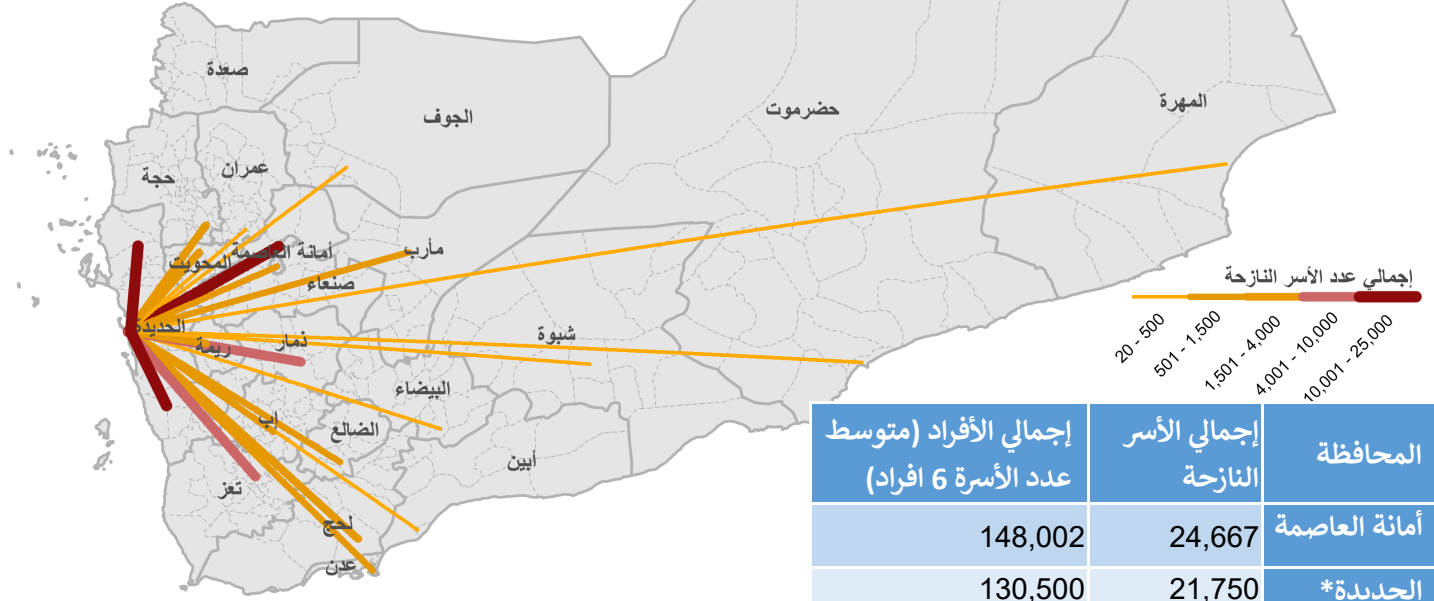 صعدة
الجوف
حضرموت
المهرة
حجة
عمران
أمانة العاصمة
المحويت
مأرب
صنعاء
الحديدة
ريمة
ذمار
شبوة
البيضاء
إب
الضالع
أبين
تعز
لحج
عدن
إجمالي عدد الأسر النازحة
20 - 500
501 - 1,500
1,501 - 4,000
4,001 - 10,000
10,001 - 25,000
المحافظة إجمالي الأسر النازحة إجمالي الأفراد (متوسط عدد الأسرة 6 افراد)
أمانة العاصمة 24,667 148,002
الحديدة* 21,750 130,500